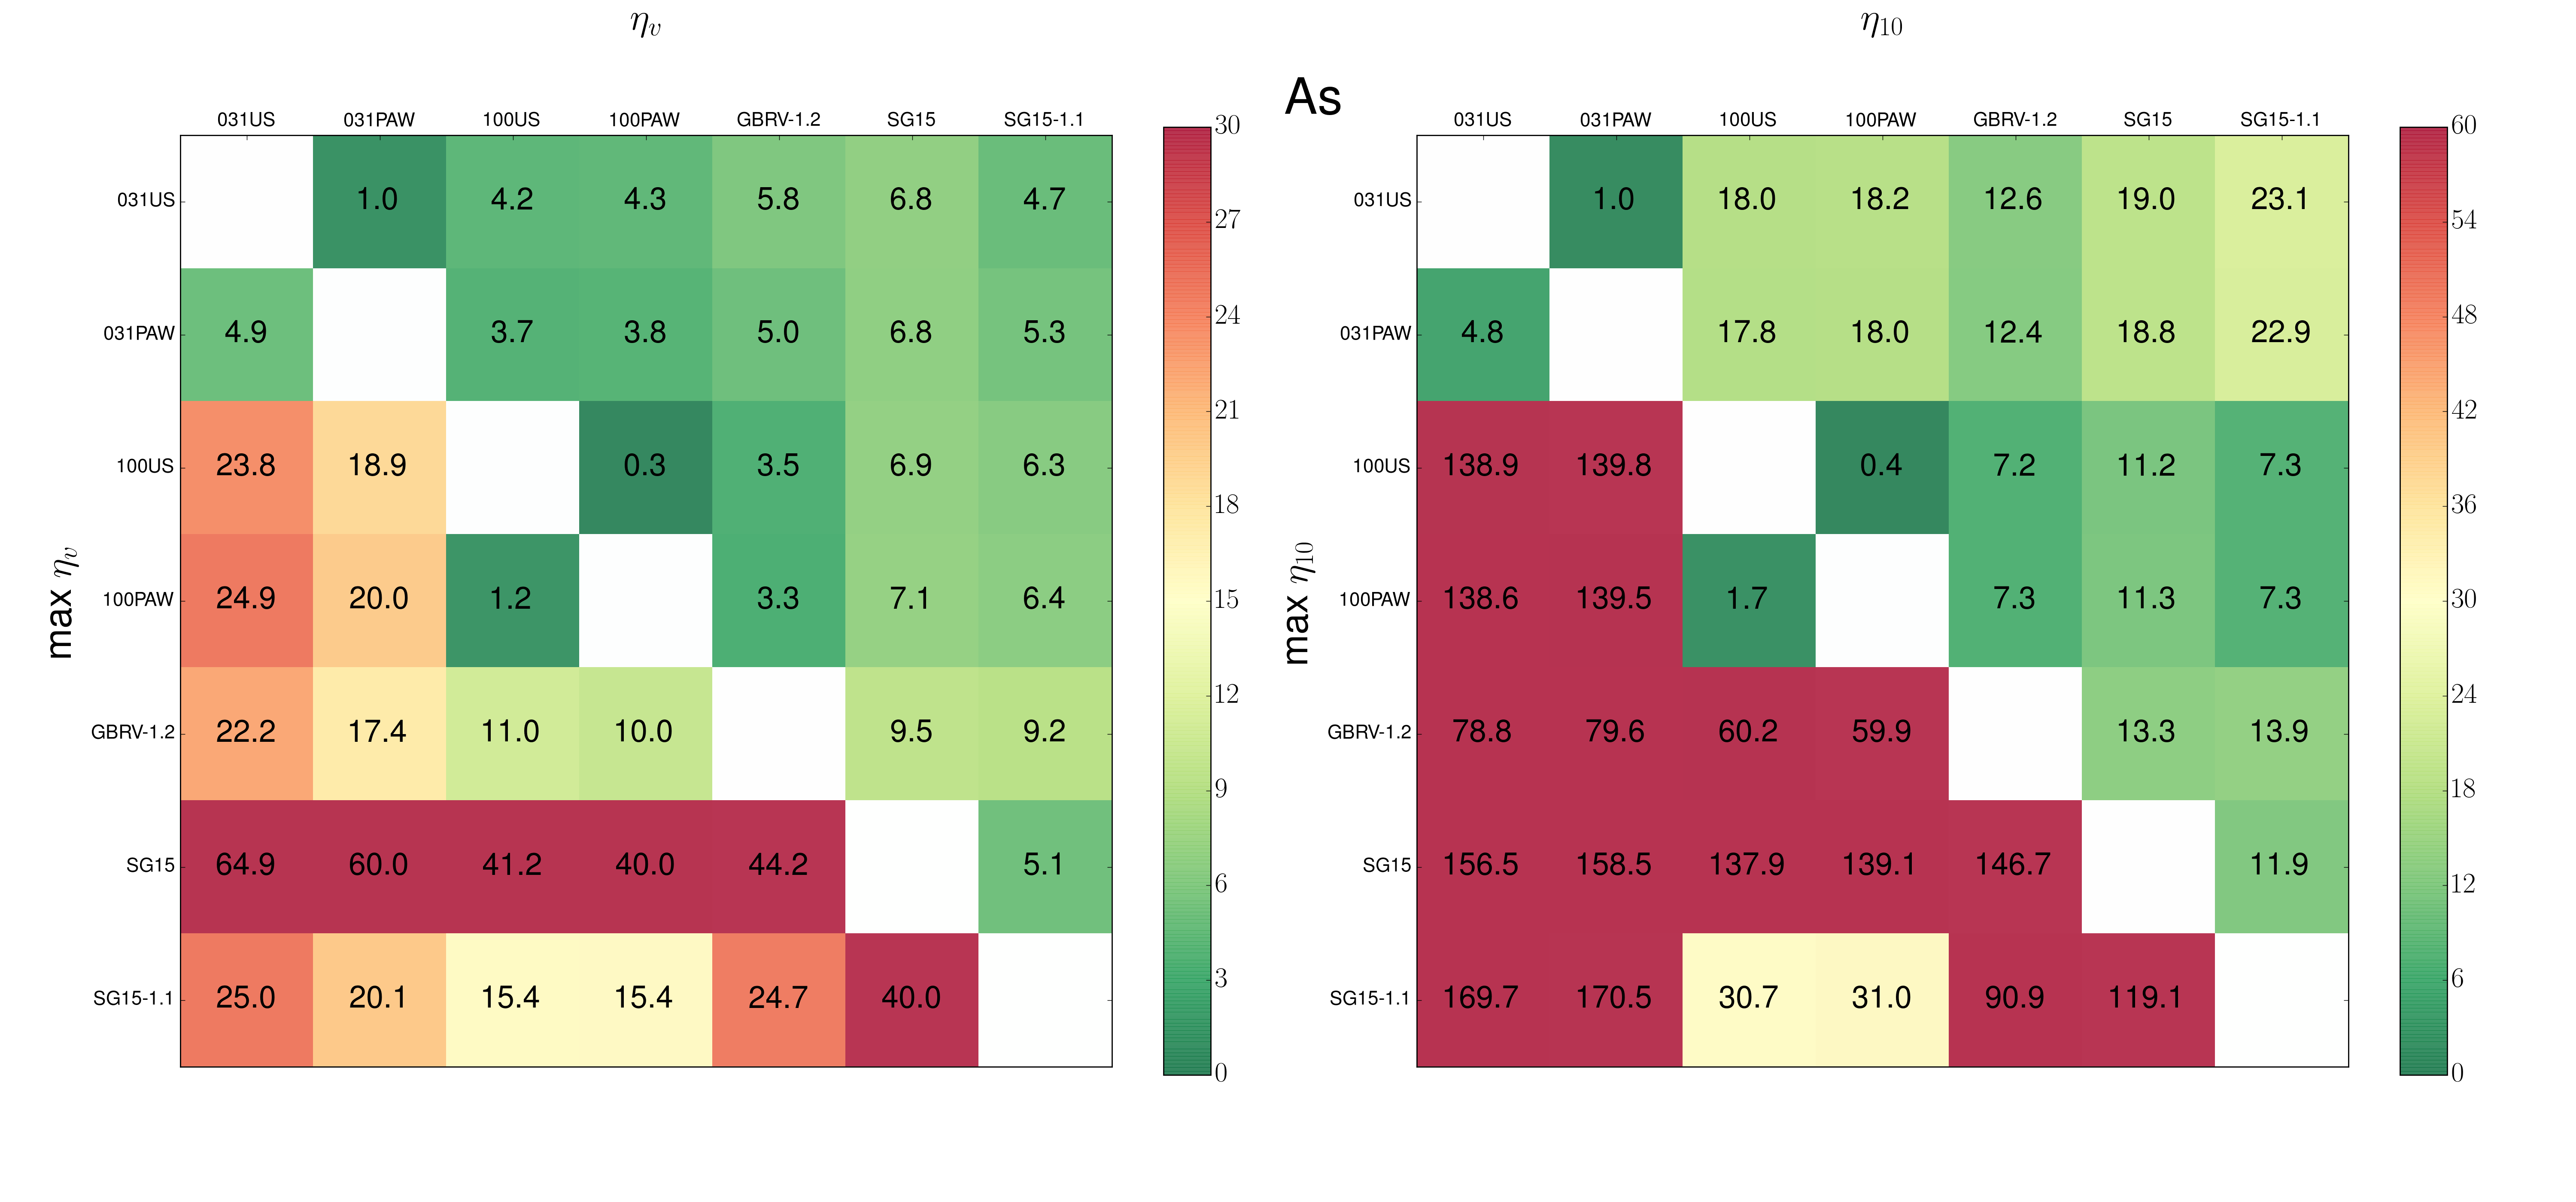 η_v
η_10
As
031US 031PAW 100US 100PAW GBRV-1.2 SG15 SG15-1.1
031US 1.0 4.2 4.3 5.8 6.8 4.7
031PAW 4.9 3.7 3.8 5.0 6.8 5.3
100US 23.8 18.9 0.3 3.5 6.9 6.3
100PAW 24.9 20.0 1.2 3.3 7.1 6.4
GBRV-1.2 22.2 17.4 11.0 10.0 9.5 9.2
SG15 64.9 60.0 41.2 40.0 44.2 5.1
SG15-1.1 25.0 20.1 15.4 15.4 24.7 40.0
max η_v
30
27
24
21
18
15
12
9
6
3
0
031US 031PAW 100US 100PAW GBRV-1.2 SG15 SG15-1.1
031US 1.0 18.0 18.2 12.6 19.0 23.1
031PAW 4.8 17.8 18.0 12.4 18.8 22.9
100US 138.9 139.8 0.4 7.2 11.2 7.3
100PAW 138.6 139.5 1.7 7.3 11.3 7.3
GBRV-1.2 78.8 79.6 60.2 59.9 13.3 13.9
SG15 156.5 158.5 137.9 139.1 146.7 11.9
SG15-1.1 169.7 170.5 30.7 31.0 90.9 119.1
max η_10
60
54
48
42
36
30
24
18
12
6
0